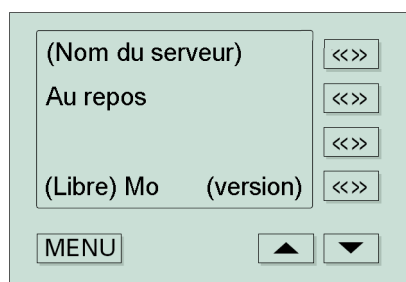 (Nom du serveur) «»
Au repos «»
«»
(Libre) Mo (version) «»
MENU ▲ ▼